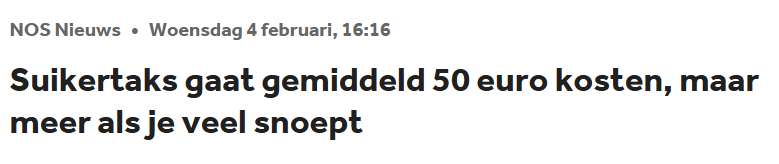 NOS Nieuws • Woensdag 4 februari, 16:16
Suikertaks gaat gemiddeld 50 euro kosten, maar
meer als je veel snoept